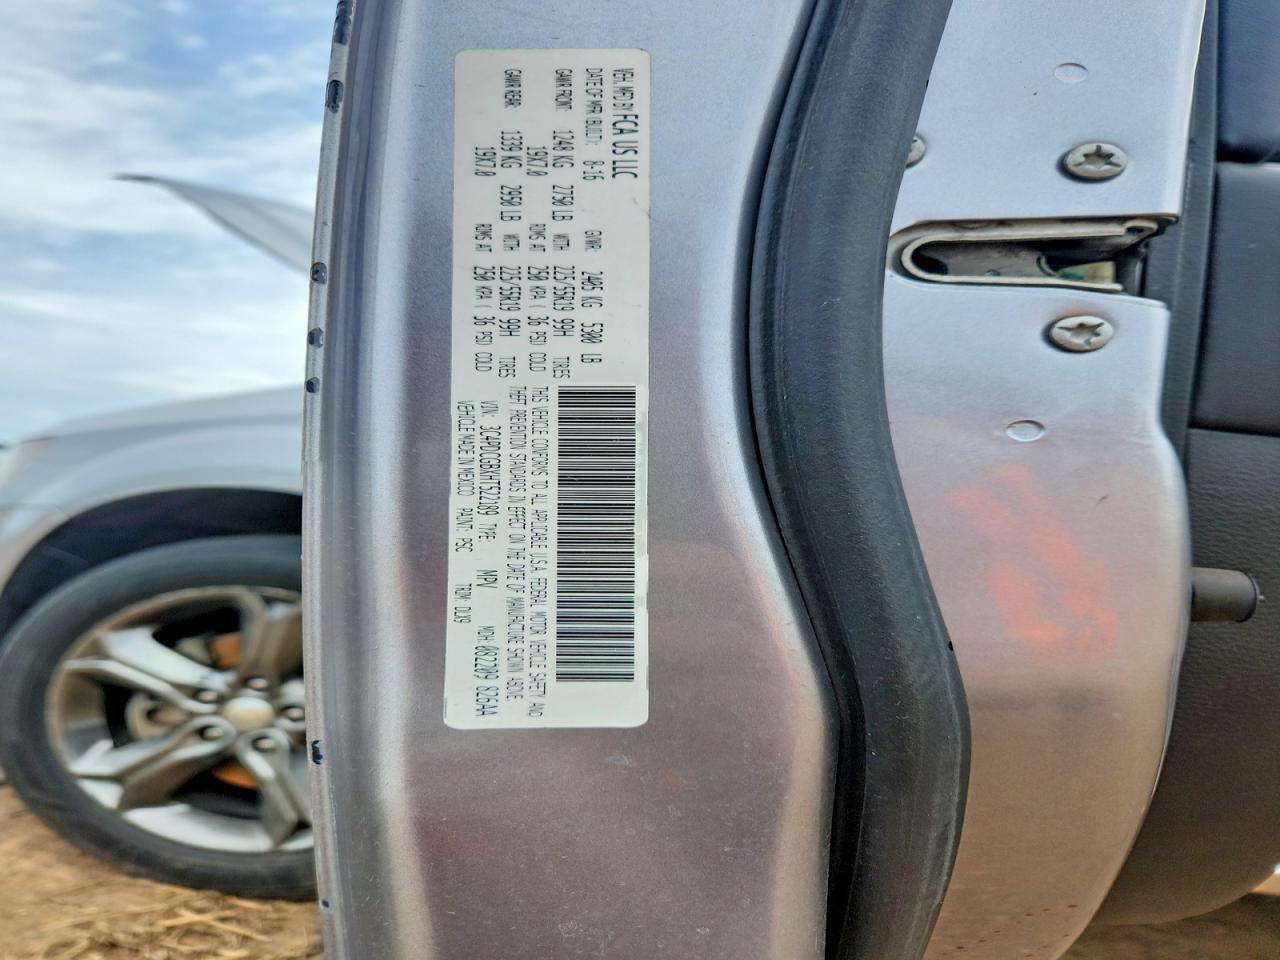 VEH. MFD BY FCA US LLC
DATE OF MFR (BUILT): 8-16 GVWR: 2405 KG 5300 LB
GAWR FRONT: 1248 KG 2750 LB WITH 225/55R19 99H TIRES
19X7.0 RIMS AT 250 KPA ( 36 PSI) COLD
GAWR REAR: 1339 KG 2950 LB WITH 225/55R19 99H TIRES
19X7.0 RIMS AT 250 KPA ( 36 PSI) COLD
THIS VEHICLE CONFORMS TO ALL APPLICABLE U.S.A. FEDERAL MOTOR VEHICLE SAFETY AND
THEFT PREVENTION STANDARDS IN EFFECT ON THE DATE OF MANUFACTURE SHOWN ABOVE.
VIN: 3C4PDCGBXHT522189 TYPE: MPV MDH: 082209 826AA
VEHICLE MADE IN MEXICO PAINT: PSC TRIM: DLX9